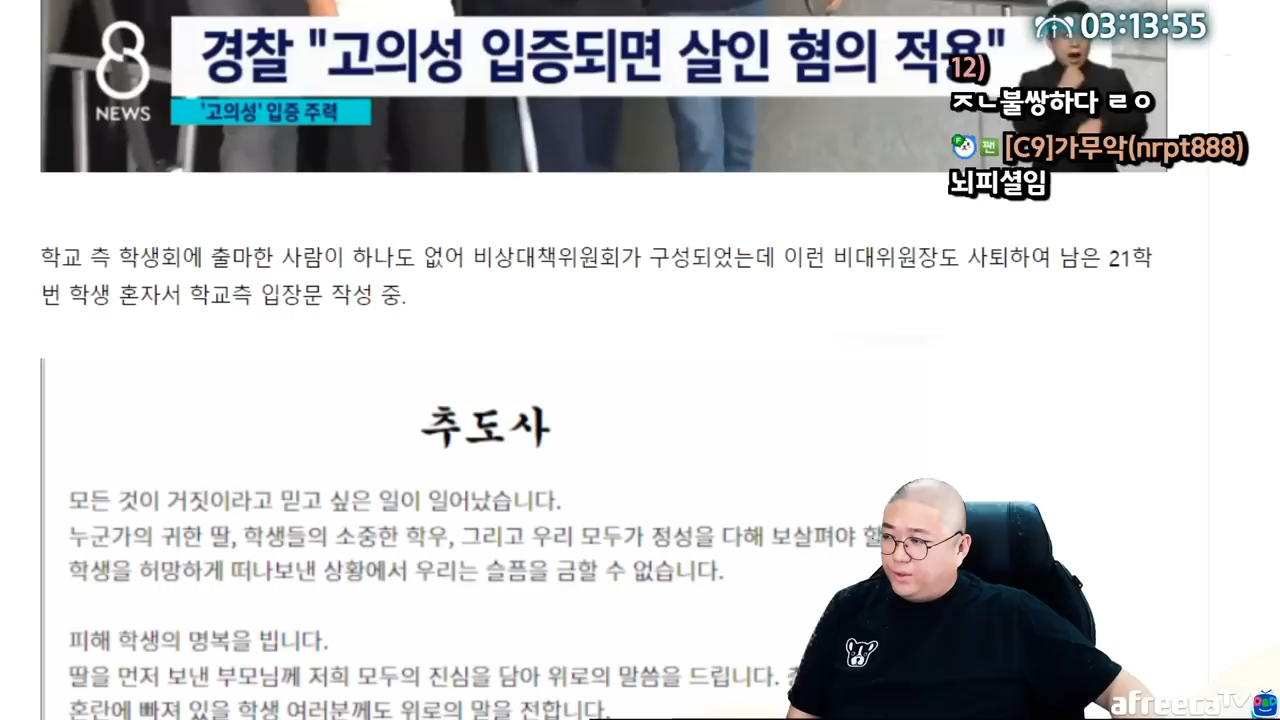 경찰 "고의성 입증되면 살인 혐의 적용"
8
NEWS
'고의성' 입증 주력
03:13:55
12)
ㅈㄴ불쌍하다 ㄹㅇ
팬 [C9]가무악(nrpt888)
뇌피셜임
학교 측 학생회에 출마한 사람이 하나도 없어 비상대책위원회가 구성되었는데 이런 비대위원장도 사퇴하여 남은 21학
번 학생 혼자서 학교측 입장문 작성 중.
추도사
모든 것이 거짓이라고 믿고 싶은 일이 일어났습니다.
누군가의 귀한 딸, 학생들의 소중한 학우, 그리고 우리 모두가 정성을 다해 보살펴야 할
학생을 허망하게 떠나보낸 상황에서 우리는 슬픔을 금할 수 없습니다.
피해 학생의 명복을 빕니다.
딸을 먼저 보낸 부모님께 저희 모두의 진심을 담아 위로의 말씀을 드립니다.
혼란에 빠져 있을 학생 여러분께도 위로의 말을 전합니다.
afreecaTV